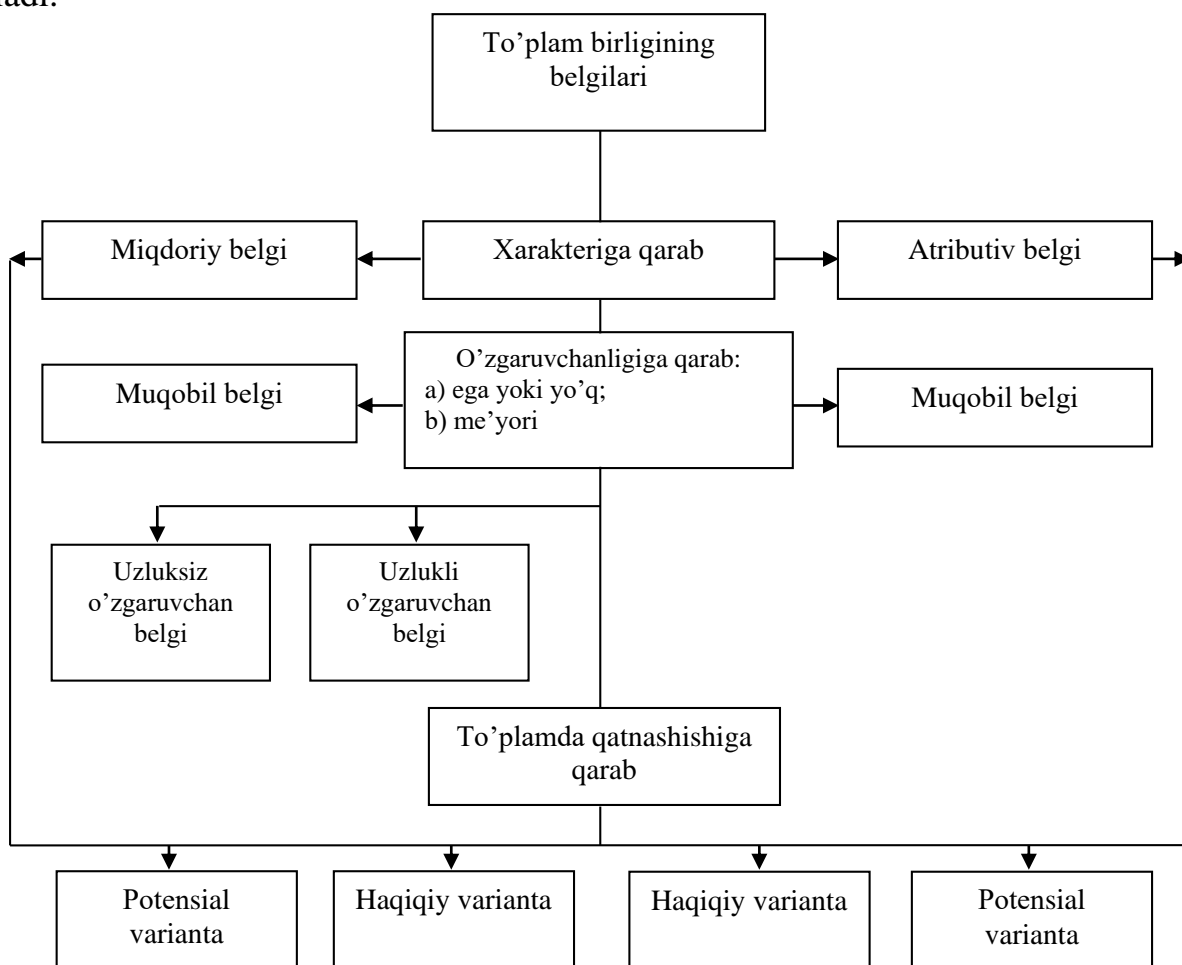 To’plam birligining
belgilari
Miqdoriy belgi
Xarakteriga qarab
Atributiv belgi
O’zgaruvchanligiga qarab:
a) ega yoki yo’q;
b) me’yori
Muqobil belgi
Muqobil belgi
Uzluksiz
o’zgaruvchan
belgi
Uzlukli
o’zgaruvchan
belgi
To’plamda qatnashishiga
qarab
Potensial
varianta
Haqiqiy varianta
Haqiqiy varianta
Potensial
varianta